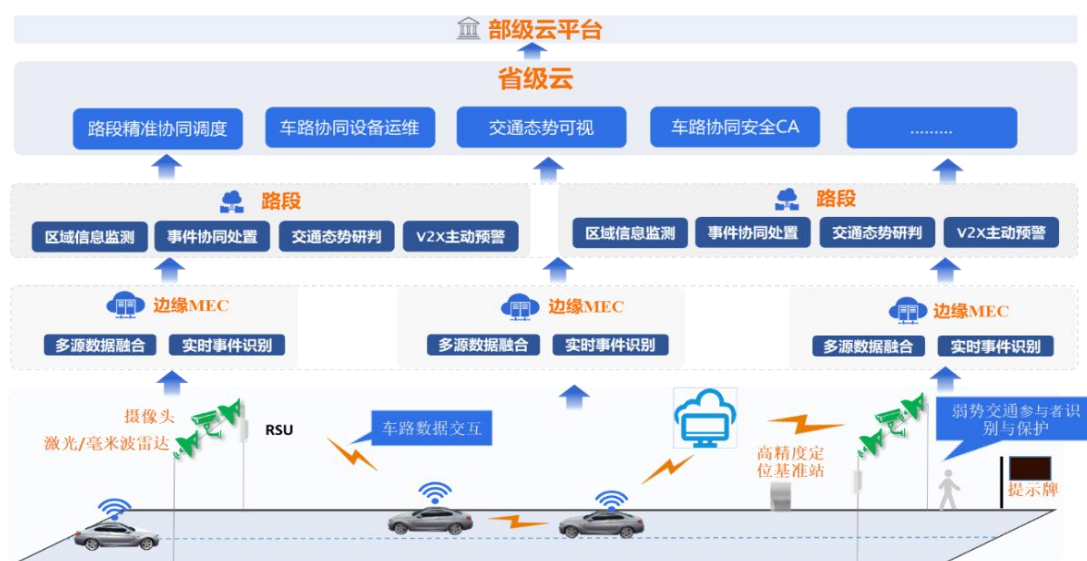 部级云平台
省级云
路段精准协同调度
车路协同设备运维
交通态势可视
车路协同安全CA
.........
路段
区域信息监测
事件协同处置
交通态势研判
V2X主动预警
路段
区域信息监测
事件协同处置
交通态势研判
V2X主动预警
边缘MEC
多源数据融合
实时事件识别
边缘MEC
多源数据融合
实时事件识别
边缘MEC
多源数据融合
实时事件识别
摄像头
激光/毫米波雷达
RSU
车路数据交互
高精度定
位基准站
弱势交通参与者识
别与保护
提示牌